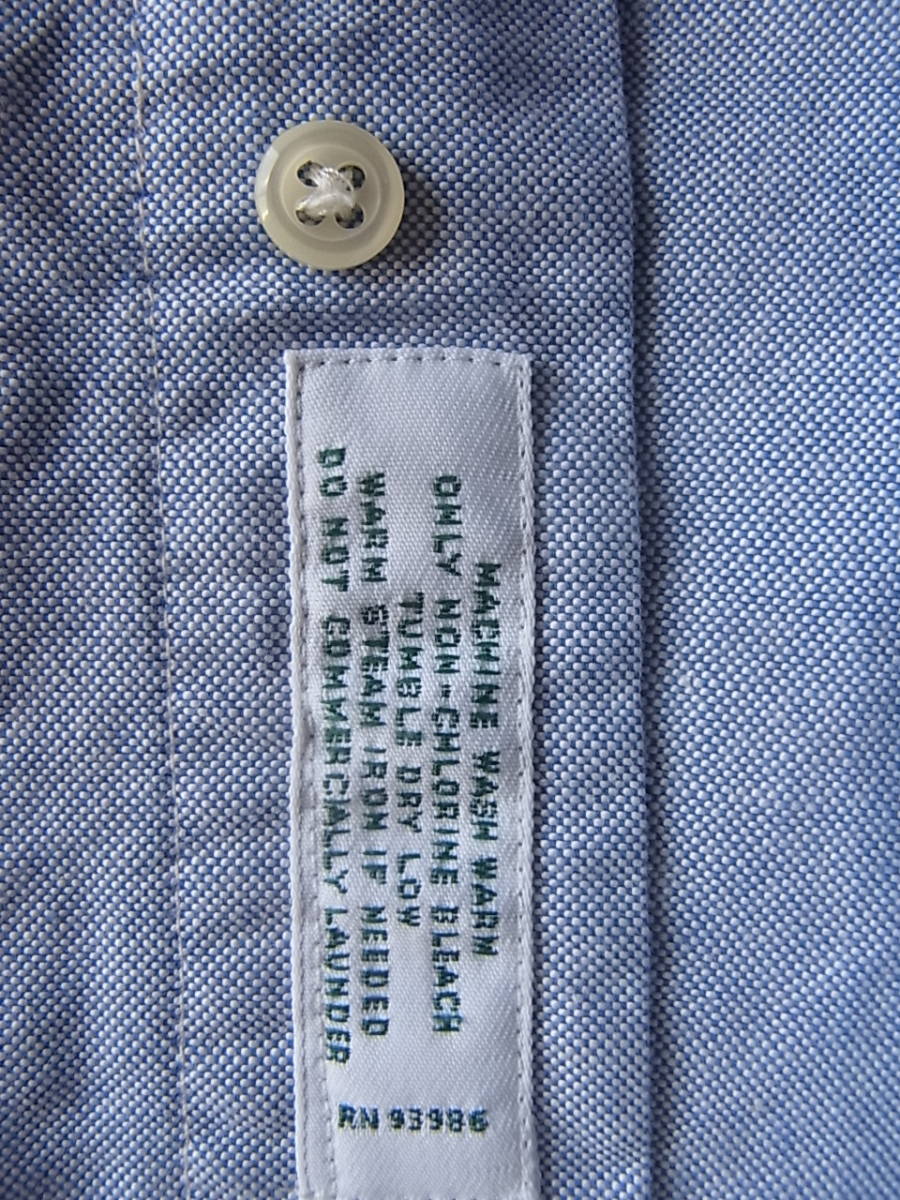 MACHINE WASH WARM
ONLY NON-CHLORINE BLEACH
TUMBLE DRY LOW
WARM STEAM IRON IF NEEDED
DO NOT COMMERCIALLY LAUNDER
RN 93986